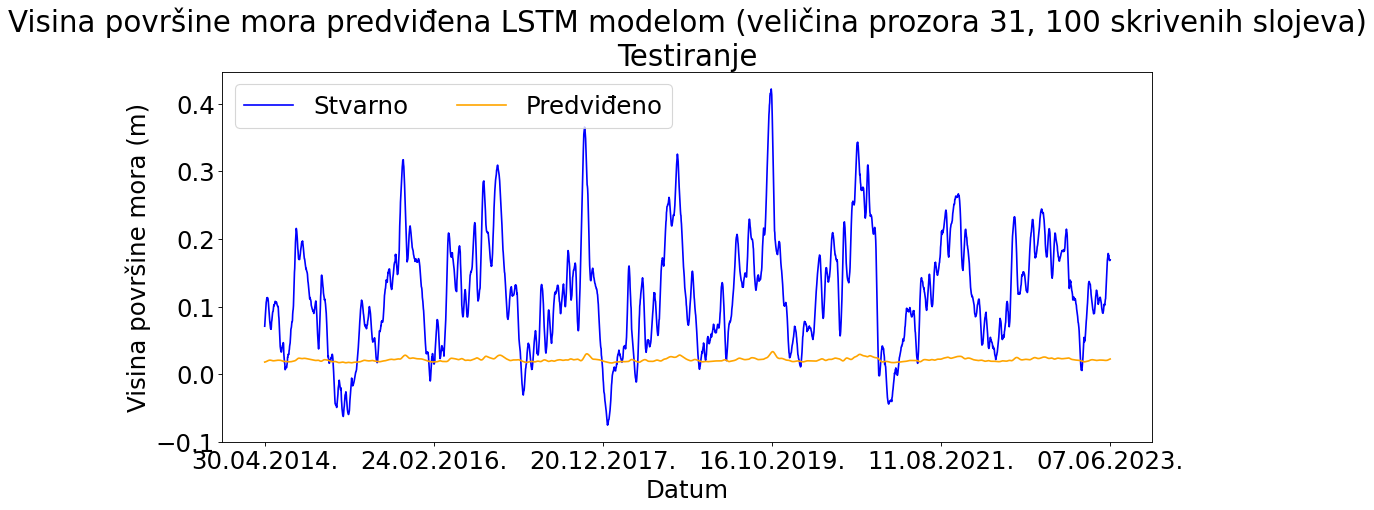 Visina površine mora predviđena LSTM modelom (veličina prozora 31, 100 skrivenih slojeva)
Testiranje
Stvarno Predviđeno
Visina površine mora (m)
0.4
0.3
0.2
0.1
0.0
−0.1
30.04.2014. 24.02.2016. 20.12.2017. 16.10.2019. 11.08.2021. 07.06.2023.
Datum